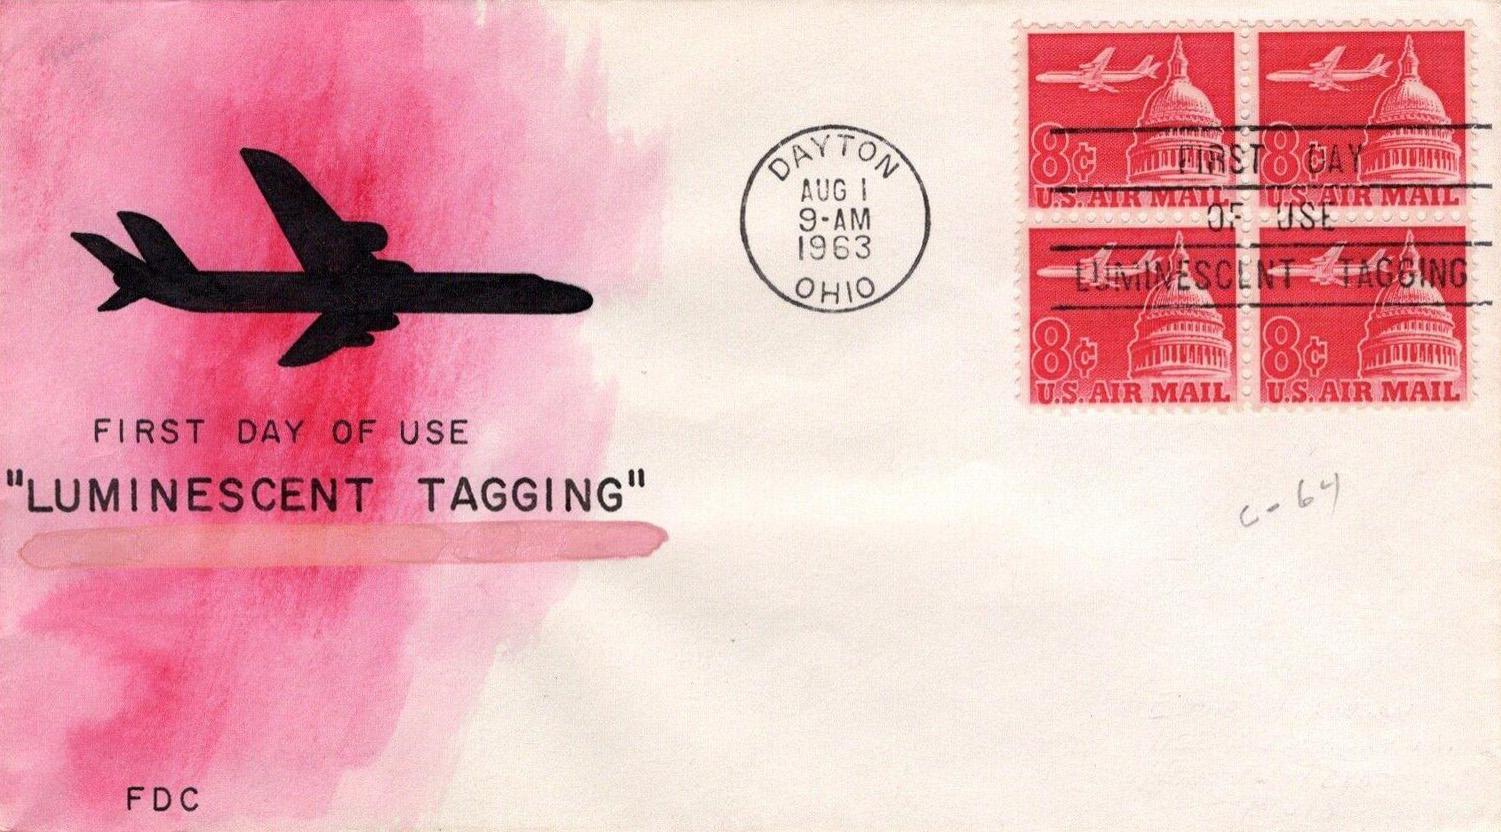 FIRST DAY OF USE
"LUMINESCENT TAGGING"
FDC
DAYTON
AUG 1
9-AM
1963
OHIO
8¢
U.S. AIR MAIL
8¢
U.S. AIR MAIL
8¢
U.S. AIR MAIL
8¢
U.S. AIR MAIL
FIRST DAY
OF USE
LUMINESCENT TAGGING
C-64